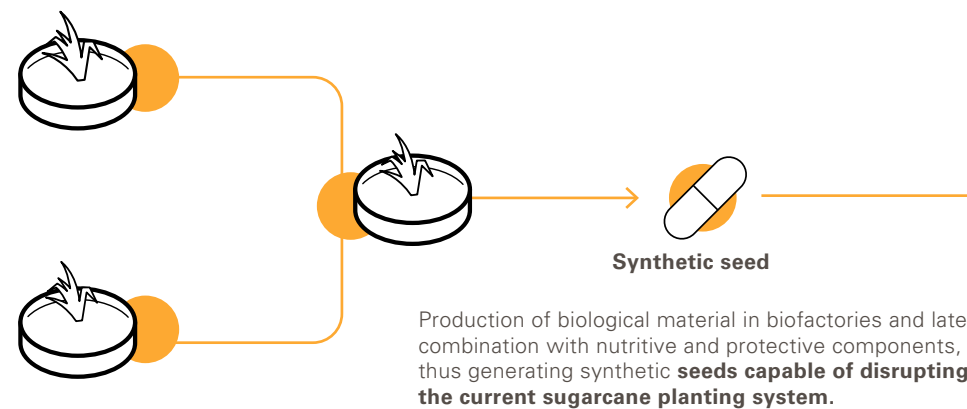 Synthetic seed
Production of biological material in biofactories and late
combination with nutritive and protective components,
thus generating synthetic seeds capable of disrupting
the current sugarcane planting system.